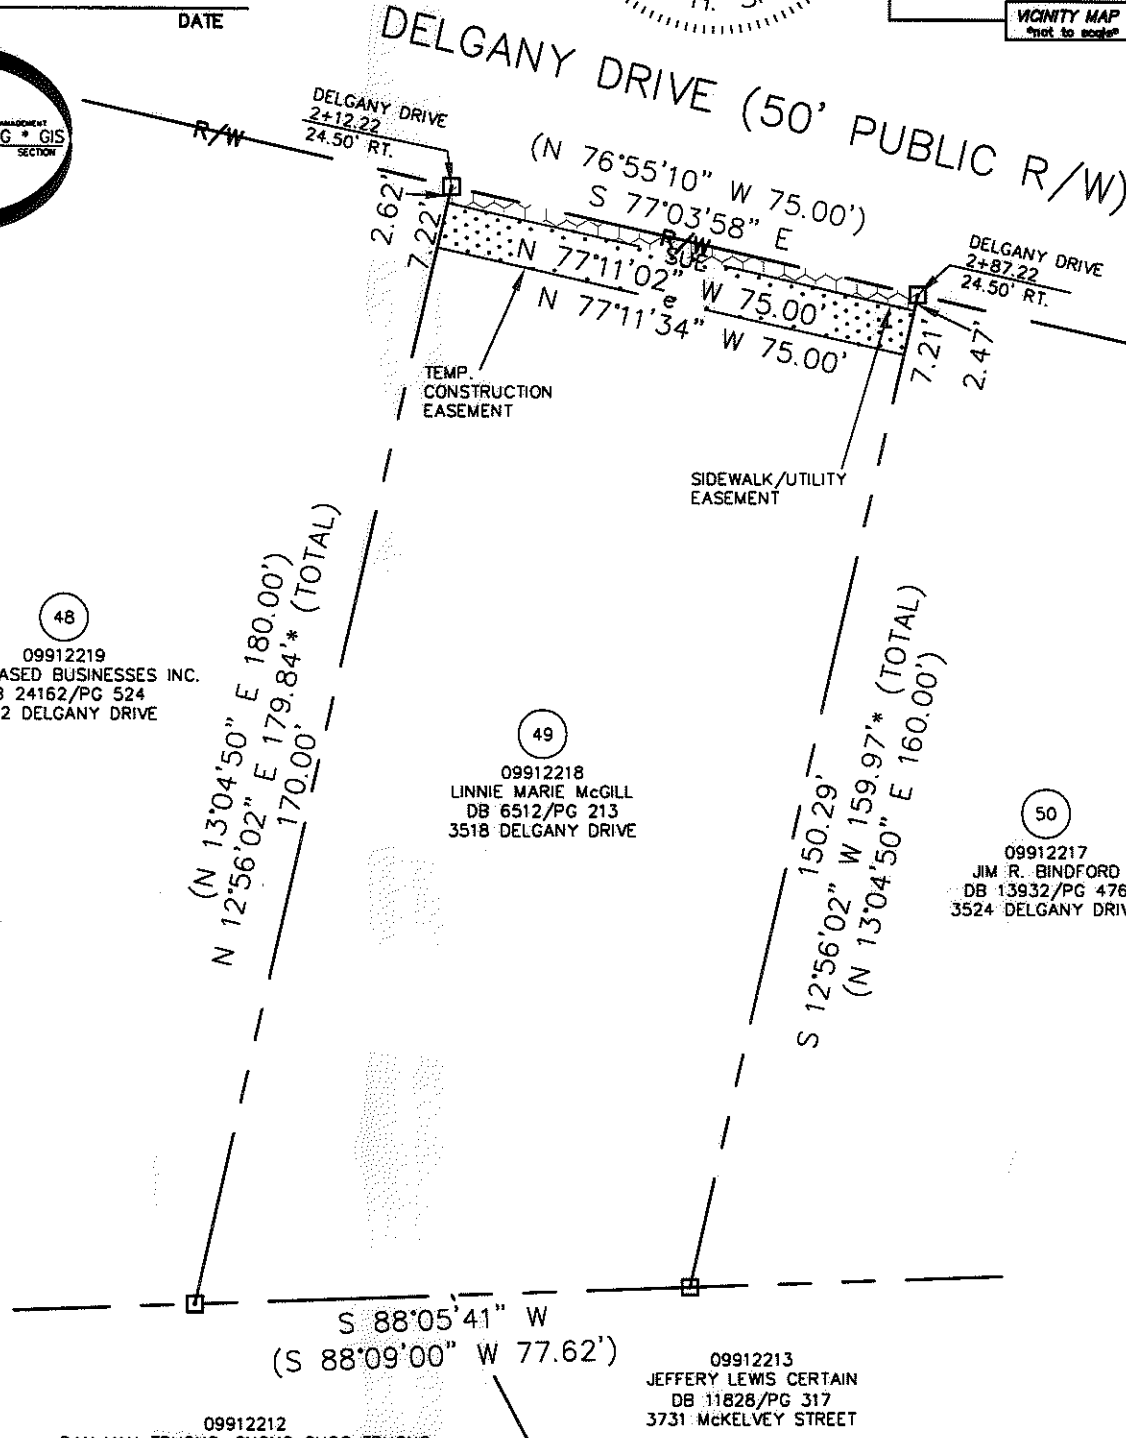 DATE
VICINITY MAP
*not to scale*
G * GIS
SECTION
DELGANY DRIVE (50' PUBLIC R/W)
R/W
DELGANY DRIVE
2+12.22
24.50' RT.
(N 76°55'10" W 75.00')
S 77°03'58" E
R/W
SUE
DELGANY DRIVE
2+87.22
24.50' RT.
2.62'
7.22'
N 77°11'02" W 75.00'
e
N 77°11'34" W 75.00'
7.21'
2.47'
TEMP.
CONSTRUCTION
EASEMENT
SIDEWALK/UTILITY
EASEMENT
(N 13°04'50" E 180.00')
N 12°56'02" E 179.84'* (TOTAL)
170.00'
150.29'
S 12°56'02" W 159.97'* (TOTAL)
(N 13°04'50" E 160.00')
48
09912219
ASED BUSINESSES INC.
24162/PG 524
2 DELGANY DRIVE
49
09912218
LINNIE MARIE McGILL
DB 6512/PG 213
3518 DELGANY DRIVE
50
09912217
JIM R. BINDFORD
DB 13932/PG 476
3524 DELGANY DRIV
S 88°05'41" W
(S 88°09'00" W 77.62')
09912213
JEFFERY LEWIS CERTAIN
DB 11828/PG 317
3731 McKELVEY STREET
09912212